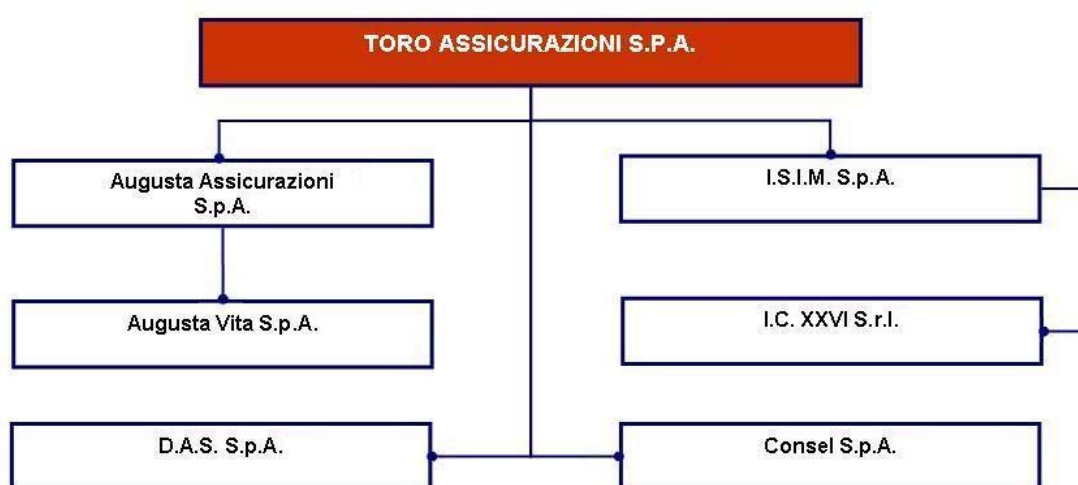 TORO ASSICURAZIONI S.P.A.
Augusta Assicurazioni
S.p.A.
I.S.I.M. S.p.A.
Augusta Vita S.p.A.
I.C. XXVI S.r.l.
D.A.S. S.p.A.
Consel S.p.A.